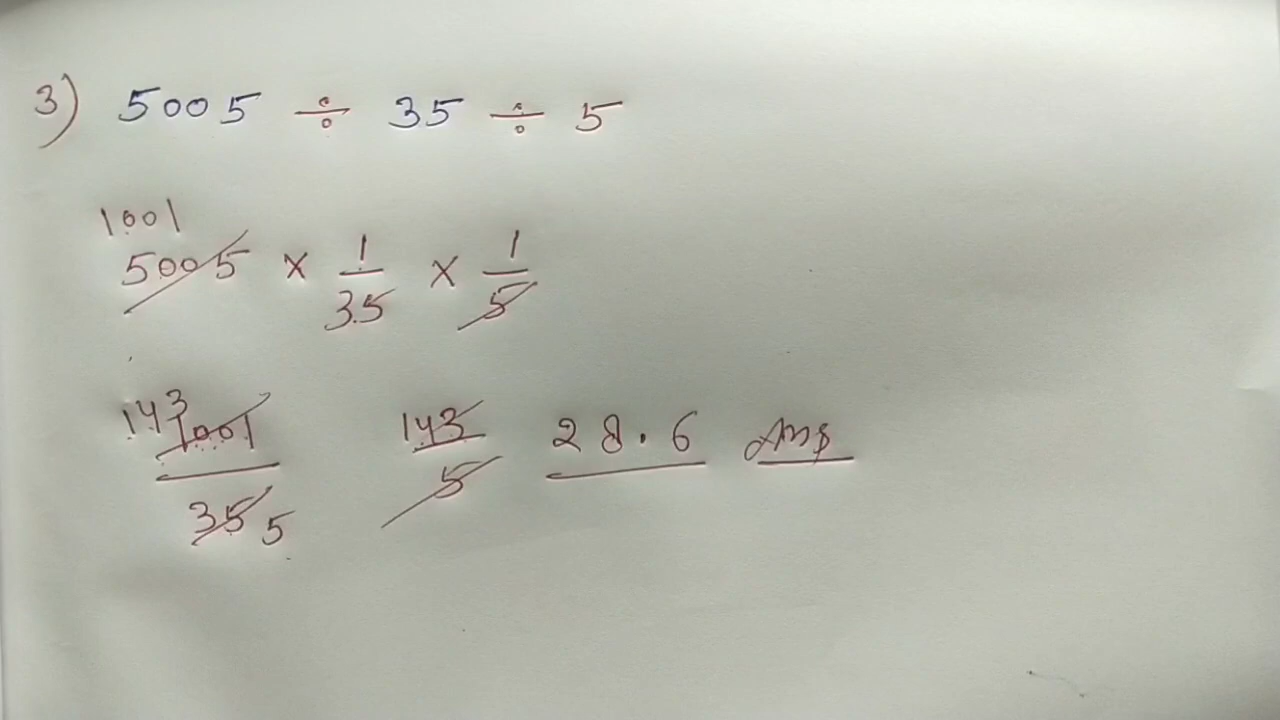 3) 5005 ÷ 35 ÷ 5
1001
5005 × 1/35 × 1/5
143
1001/35 5 143/5 28.6 Ans